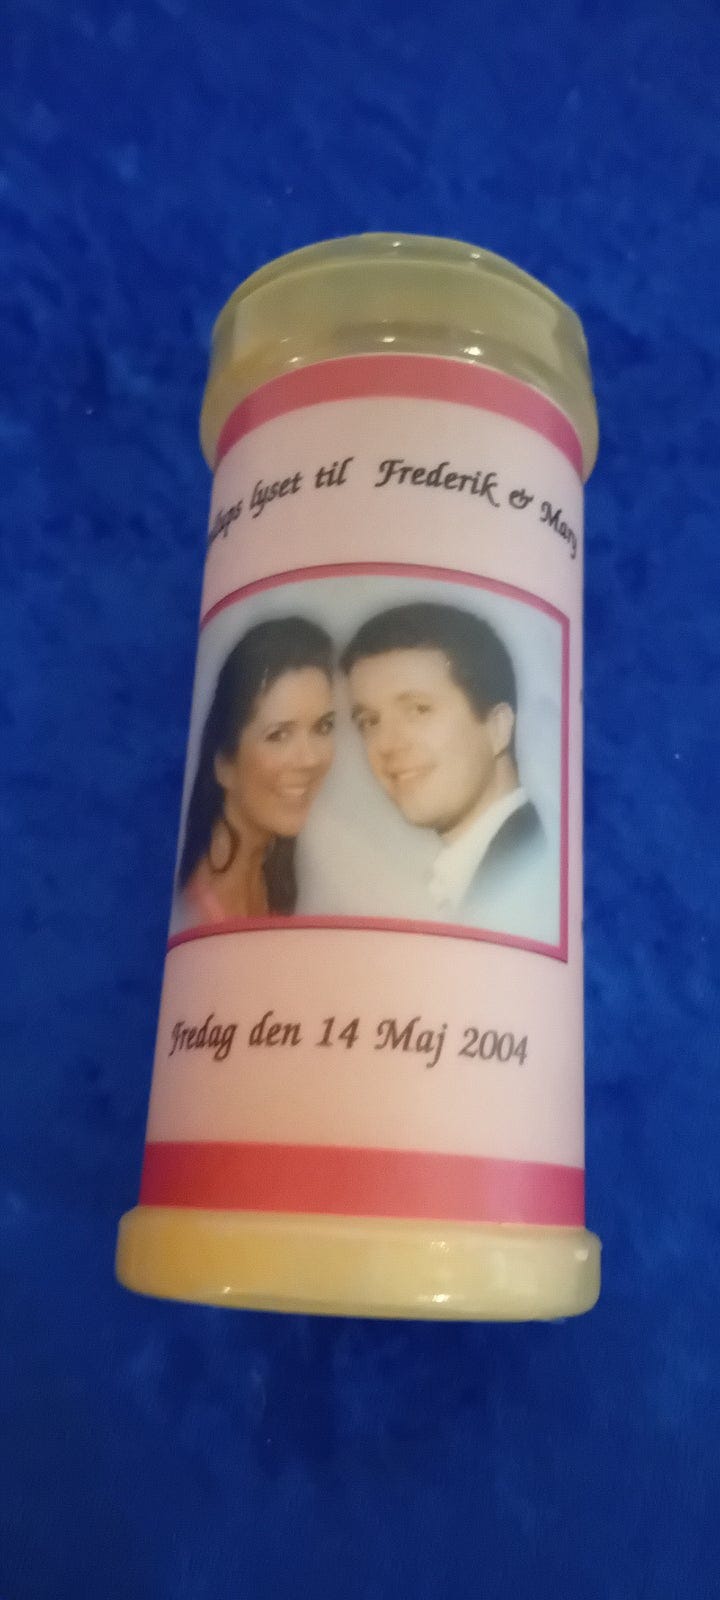 lyset til Frederik & Mary
Fredag den 14 Maj 2004